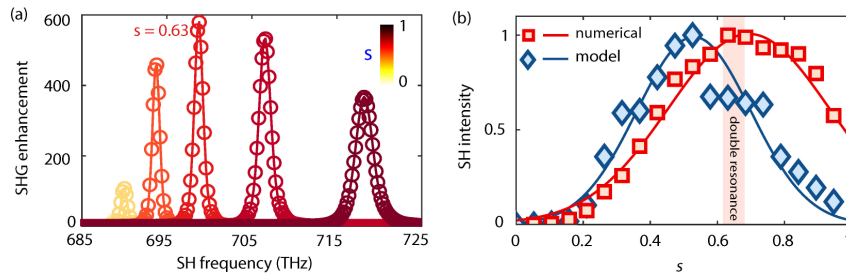 (a)
600
400
200
0
SHG enhancement
s = 0.63
s
1
0
685
695
705
715
725
SH frequency (THz)
(b)
1
0.5
0
SH intensity
numerical
model
double resonance
0
0.2
0.4
0.6
0.8
s